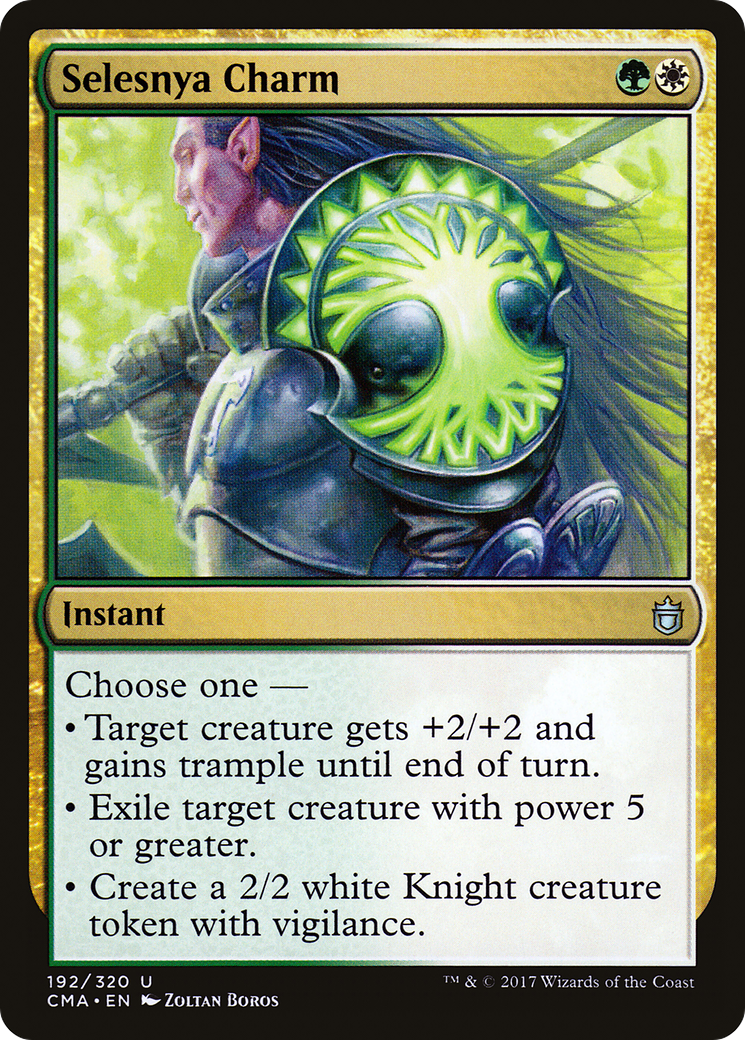 Selesnya Charm
Instant
Choose one —
• Target creature gets +2/+2 and
gains trample until end of turn.
• Exile target creature with power 5
or greater.
• Create a 2/2 white Knight creature
token with vigilance.
192/320 U
™ & © 2017 Wizards of the Coast
CMA • EN Zoltan Boros